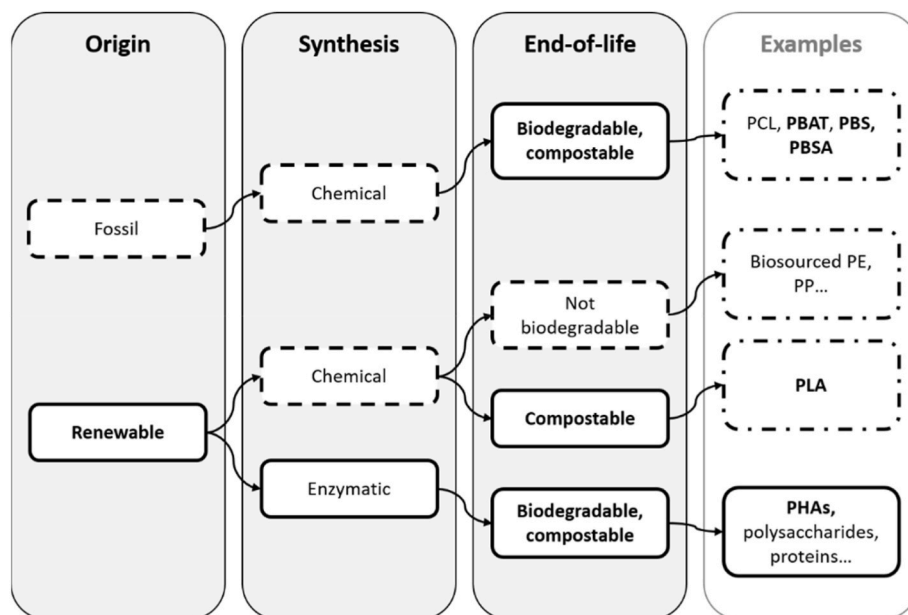 Origin
Synthesis
End-of-life
Examples
Biodegradable,
compostable
PCL, PBAT, PBS,
PBSA
Chemical
Fossil
Not
biodegradable
Biosourced PE,
PP...
Chemical
PLA
Renewable
Compostable
Enzymatic
Biodegradable,
compostable
PHAs,
polysaccharides,
proteins...